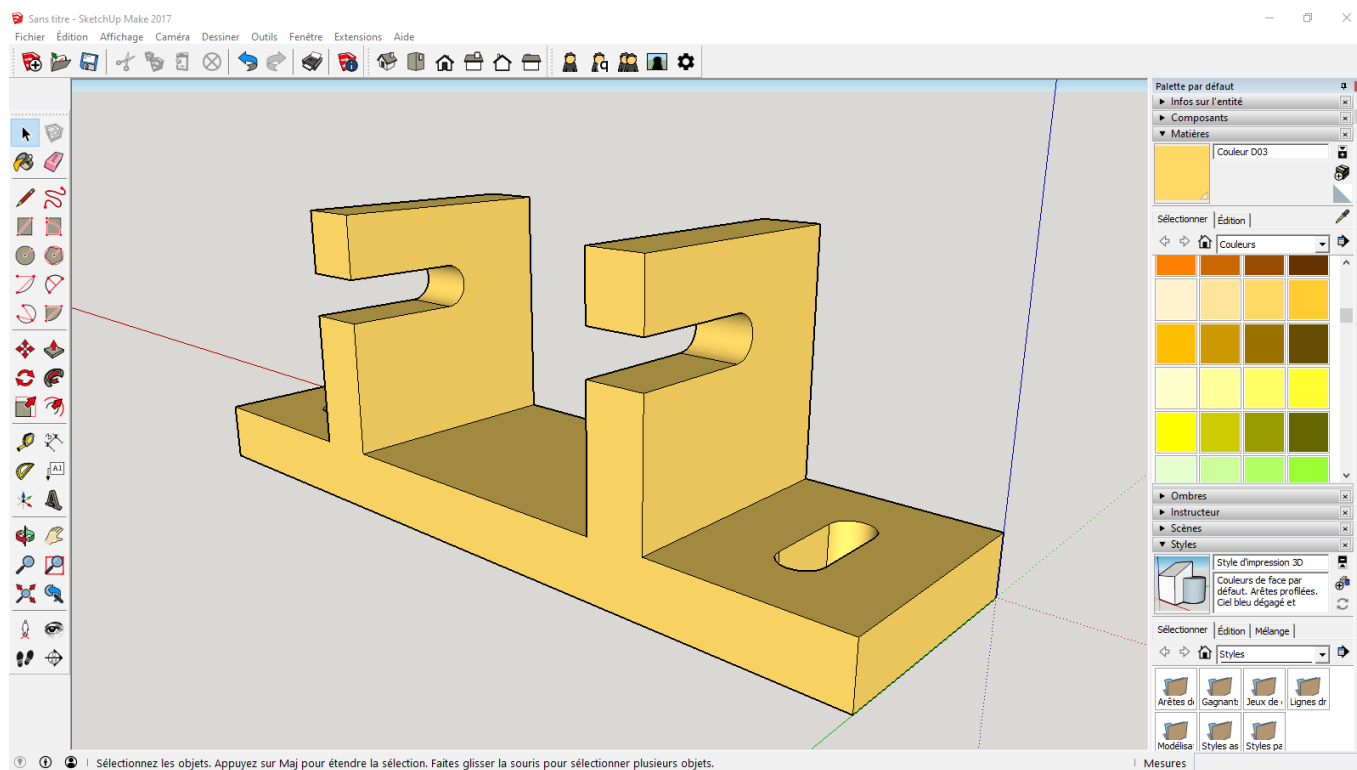 Sans titre - SketchUp Make 2017
Fichier Édition Affichage Caméra Dessiner Outils Fenêtre Extensions Aide
Palette par défaut
Infos sur l'entité
Composants
Matières
Couleur D03
Sélectionner Édition
Couleurs
Ombres
Instructeur
Scènes
Styles
Style d'impression 3D
Couleurs de face par
défaut. Arêtes profilées.
Ciel bleu dégagé et
Sélectionner Édition Mélange
Styles
Arêtes d Gagnant Jeux de Lignes dr
Modélisa Styles as Styles pa
A1
Sélectionnez les objets. Appuyez sur Maj pour étendre la sélection. Faites glisser la souris pour sélectionner plusieurs objets.
Mesures